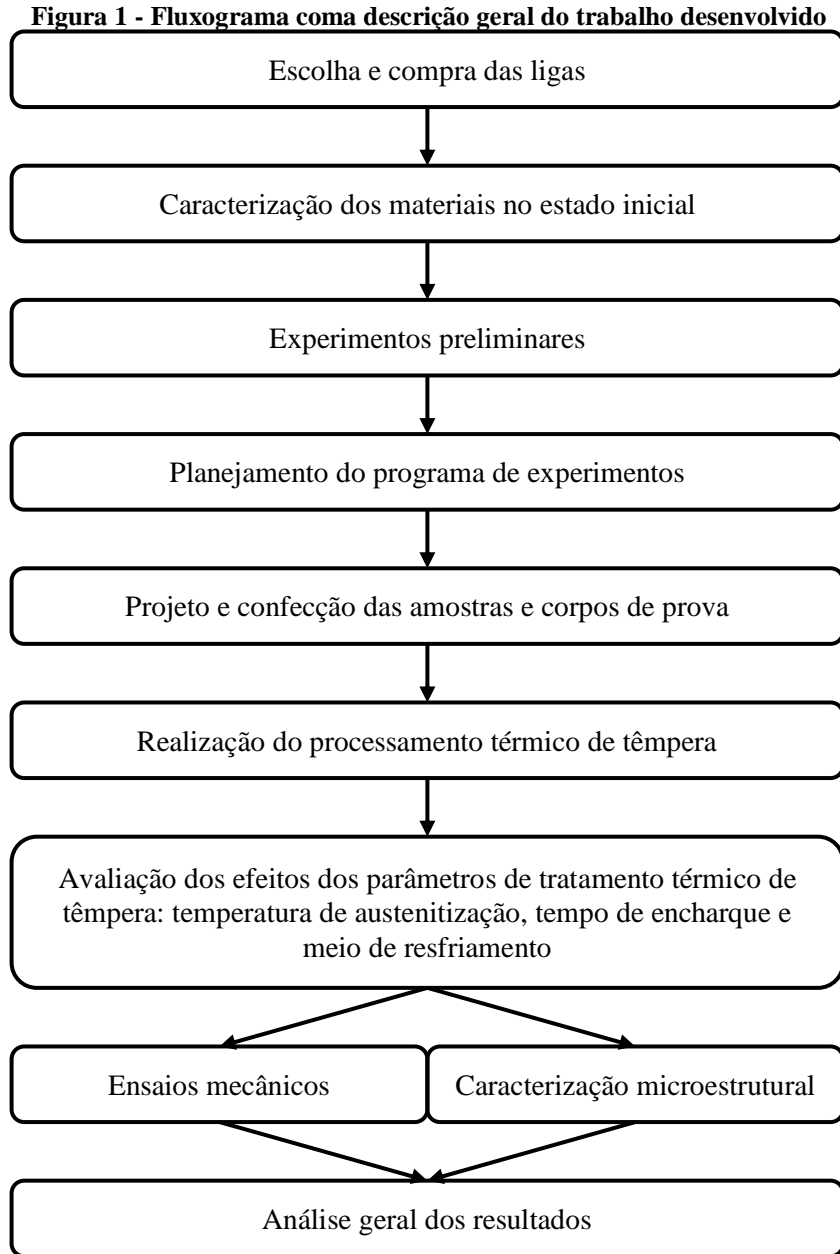 Figura 1 - Fluxograma coma descrição geral do trabalho desenvolvido
Escolha e compra das ligas
Caracterização dos materiais no estado inicial
Experimentos preliminares
Planejamento do programa de experimentos
Projeto e confecção das amostras e corpos de prova
Realização do processamento térmico de têmpera
Avaliação dos efeitos dos parâmetros de tratamento térmico de
têmpera: temperatura de austenitização, tempo de encharque e
meio de resfriamento
Ensaios mecânicos
Caracterização microestrutural
Análise geral dos resultados